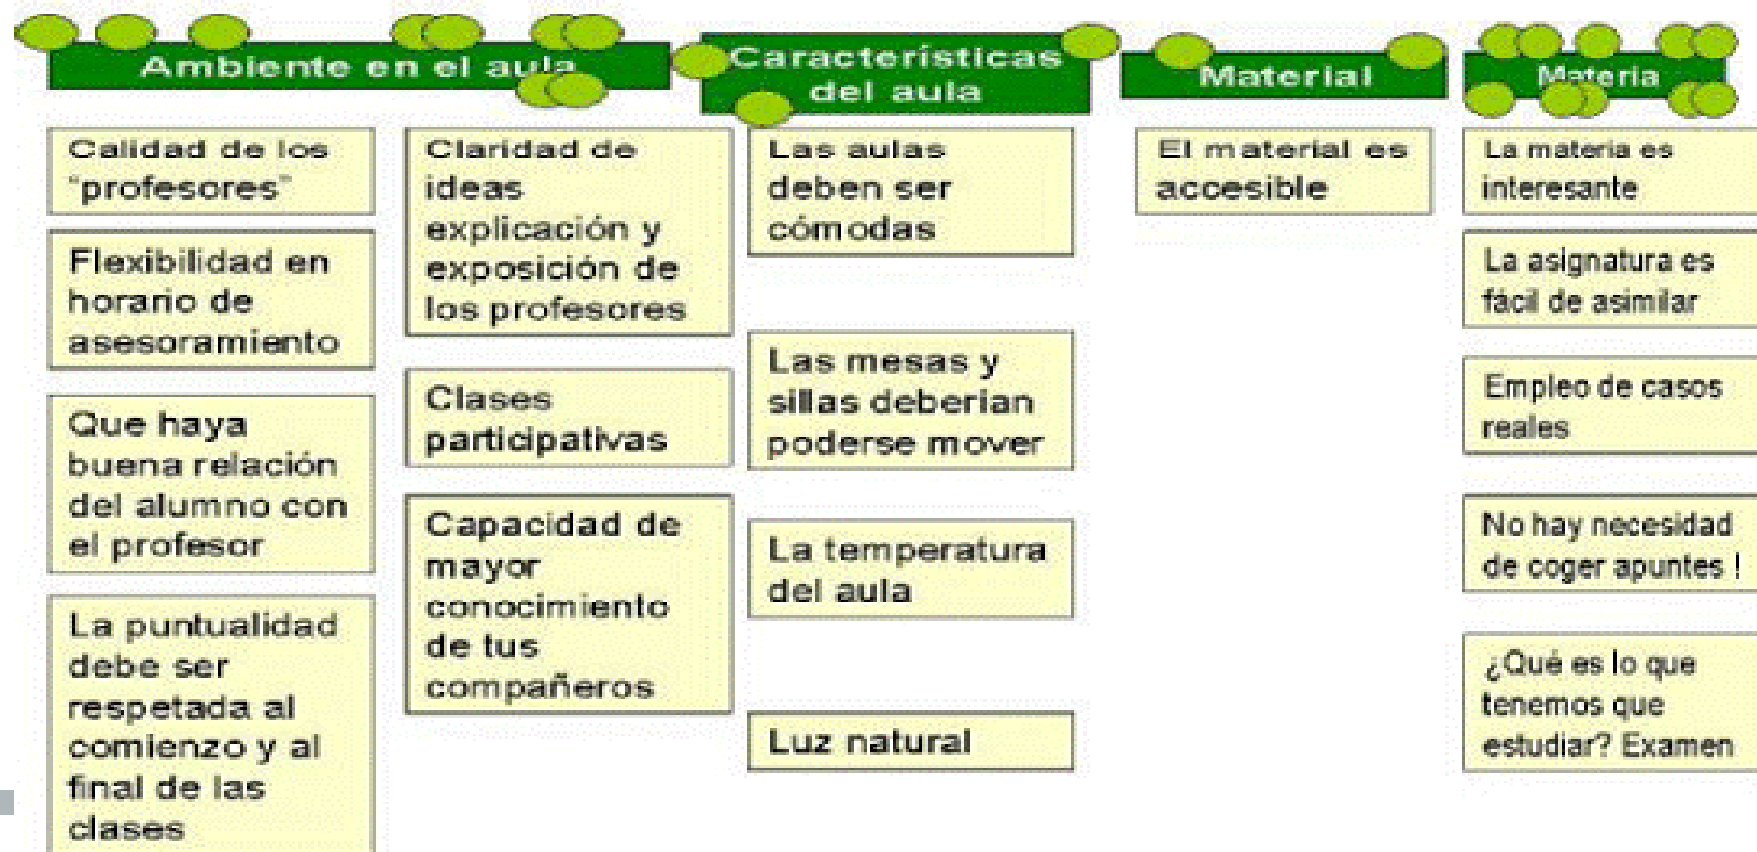 Ambiente en el aula
Calidad de los
"profesores"
Flexibilidad en
horario de
asesoramiento
Que haya
buena relación
del alumno con
el profesor
La puntualidad
debe ser
respetada al
comienzo y al
final de las
clases
Claridad de
ideas
explicación y
exposición de
los profesores
Clases
participativas
Capacidad de
mayor
conocimiento
de tus
compañeros
Características
del aula
Las aulas
deben ser
cómodas
Las mesas y
sillas deberían
poderse mover
La temperatura
del aula
Luz natural
Material
El material es
accesible
Materia
La materia es
interesante
La asignatura es
fácil de asimilar
Empleo de casos
reales
No hay necesidad
de coger apuntes !
¿Qué es lo que
tenemos que
estudiar? Examen